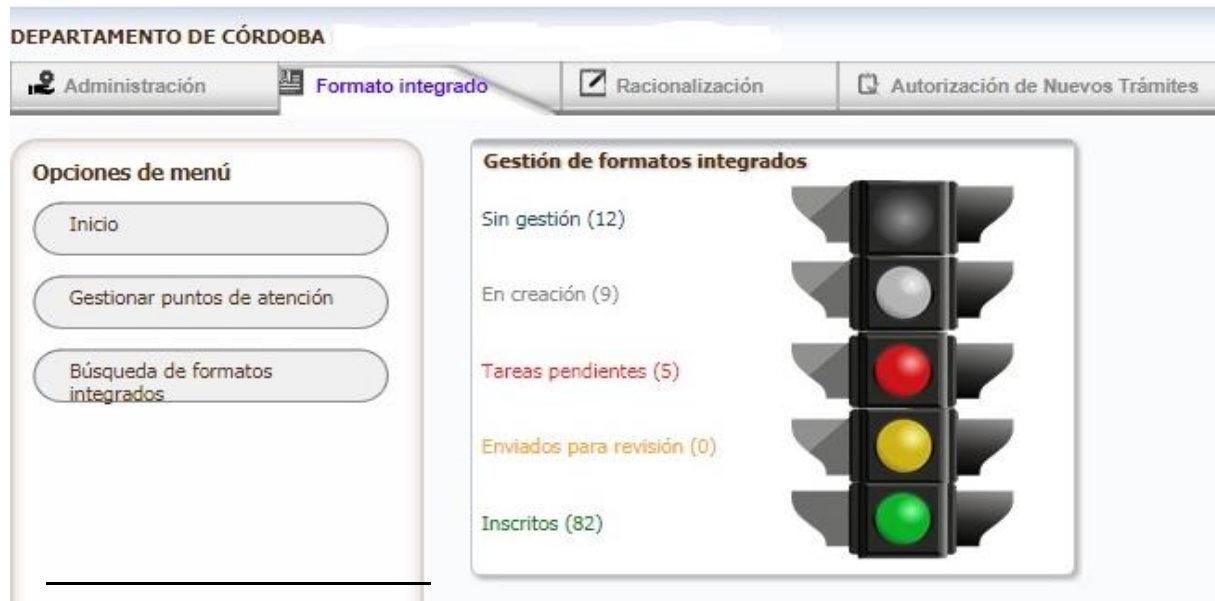 DEPARTAMENTO DE CÓRDOBA
Administración
Formato integrado
Racionalización
Autorización de Nuevos Trámites
Opciones de menú
Inicio
Gestionar puntos de atención
Búsqueda de formatos
integrados
Gestión de formatos integrados
Sin gestión (12)
En creación (9)
Tareas pendientes (5)
Enviados para revisión (0)
Inscritos (82)